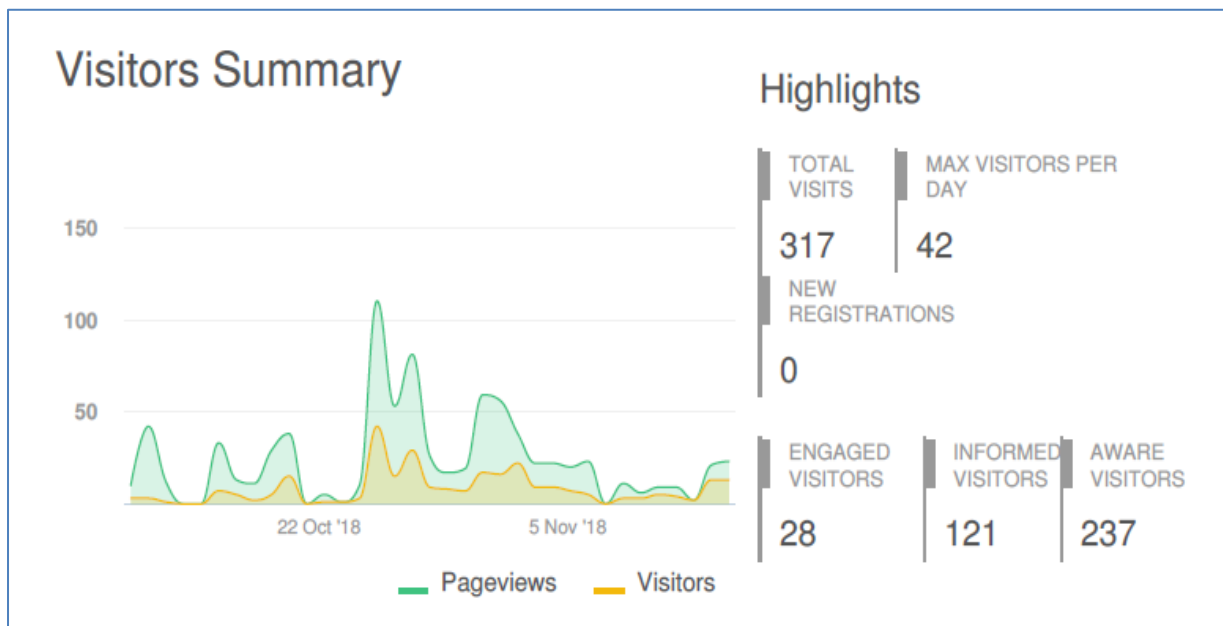 Visitors Summary
150
100
50
22 Oct '18
5 Nov '18
Pageviews
Visitors
Highlights
TOTAL
VISITS
317
MAX VISITORS PER
DAY
42
NEW
REGISTRATIONS
0
ENGAGED
VISITORS
28
INFORMED
VISITORS
121
AWARE
VISITORS
237